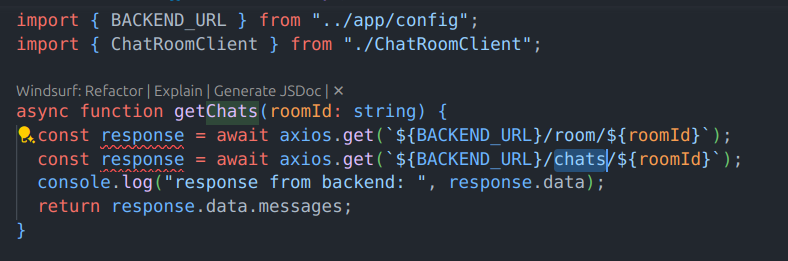 import { BACKEND_URL } from "../app/config";
import { ChatRoomClient } from "./ChatRoomClient";
Windsurf: Refactor | Explain | Generate JSDoc | ✕
async function getChats(roomId: string) {
const response = await axios.get(`${BACKEND_URL}/room/${roomId}`);
const response = await axios.get(`${BACKEND_URL}/chats/${roomId}`);
console.log("response from backend: ", response.data);
return response.data.messages;
}